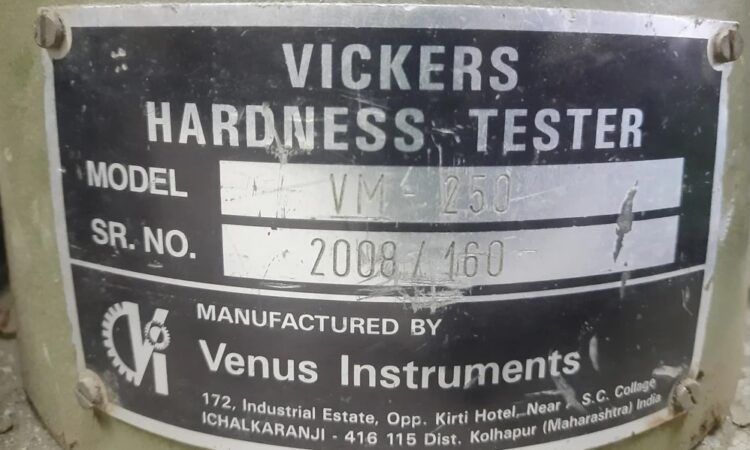 VICKERS
HARDNESS TESTER
MODEL VM - 250
SR. NO. 2008 / 160
MANUFACTURED BY
Venus Instruments
172, Industrial Estate, Opp. Kirti Hotel, Near S.C. Collage
ICHALKARANJI - 416 115 Dist. Kolhapur (Maharashtra) India